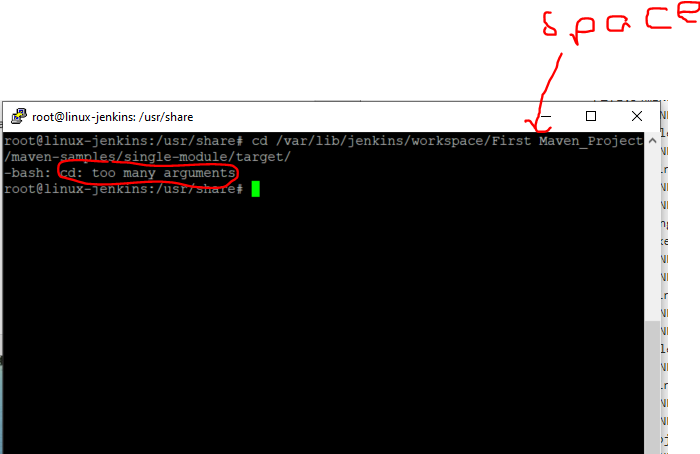 space
root@linux-jenkins: /usr/share
root@linux-jenkins:/usr/share# cd /var/lib/jenkins/workspace/First Maven_Project
/maven-samples/single-module/target/
-bash: cd: too many arguments
root@linux-jenkins:/usr/share#